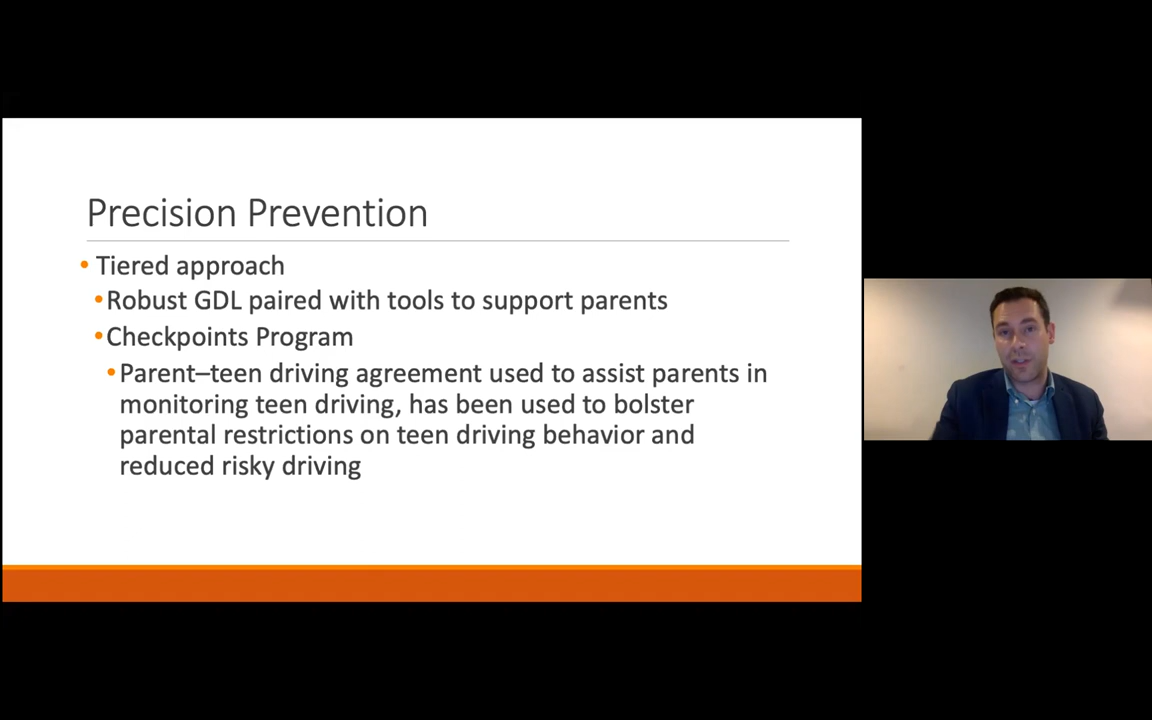 Precision Prevention
• Tiered approach
•Robust GDL paired with tools to support parents
•Checkpoints Program
•Parent–teen driving agreement used to assist parents in
monitoring teen driving, has been used to bolster
parental restrictions on teen driving behavior and
reduced risky driving